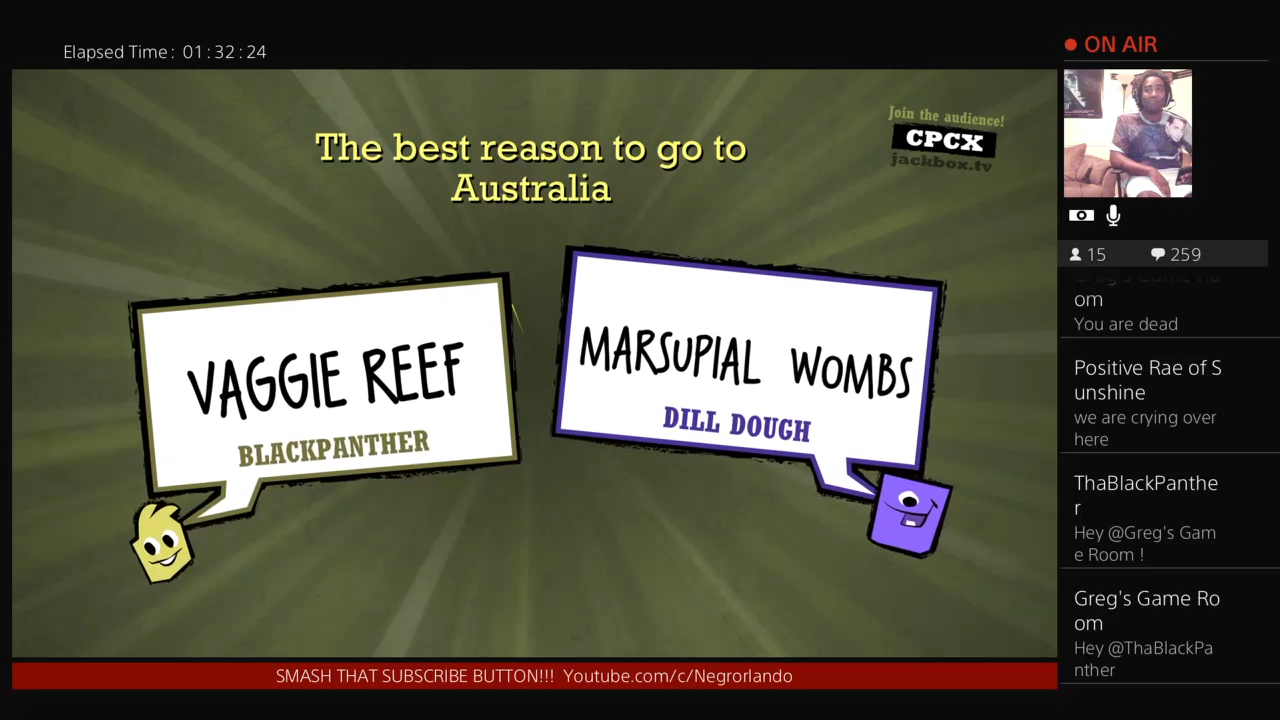 Elapsed Time: 01:32:24
ON AIR
The best reason to go to
Australia
Join the audience!
CPCX
jackbox.tv
VAGGIE REEF
BLACKPANTHER
MARSUPIAL WOMBS
DILL DOUGH
15 259
Greg's Game Ro
om
You are dead
Positive Rae of S
unshine
we are crying over
here
ThaBlackPanthe
r
Hey @Greg's Gam
e Room !
Greg's Game Ro
om
Hey @ThaBlackPa
nther
SMASH THAT SUBSCRIBE BUTTON!!! Youtube.com/c/Negrorlando